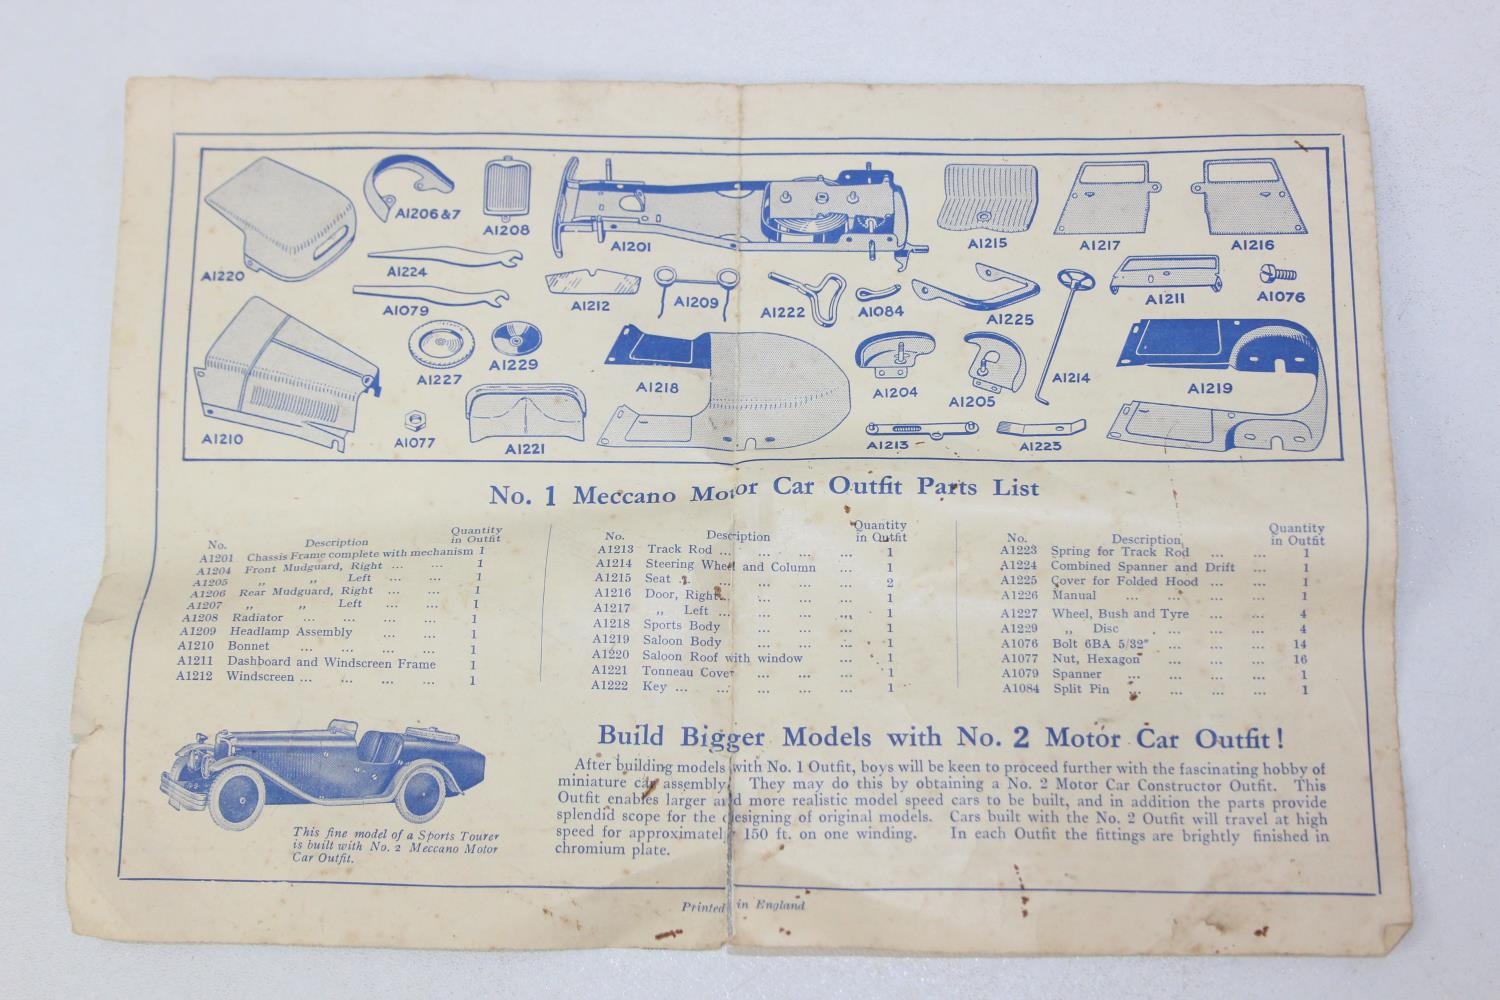 A1220
A1206&7
A1208
A1201
A1215
A1217
A1216
A1224
A1079
A1212
A1209
A1222
A1084
A1225
A1211
A1076
A1210
A1227
A1229
A1077
A1221
A1218
A1204
A1205
A1214
A1213
A1223
A1219
No. 1 Meccano Motor Car Outfit Parts List
No. Description Quantity in Outfit
A1201 Chassis Frame complete with mechanism 1
A1204 Front Mudguard, Right ... ... 1
A1205 ,, ,, Left ... ... 1
A1206 Rear Mudguard, Right ... ... 1
A1207 ,, ,, Left ... ... 1
A1208 Radiator ... ... ... ... 1
A1209 Headlamp Assembly ... ... 1
A1210 Bonnet ... ... ... ... 1
A1211 Dashboard and Windscreen Frame 1
A1212 Windscreen ... ... ... ... 1
No. Description Quantity in Outfit
A1213 Track Rod ... ... ... ... 1
A1214 Steering Wheel and Column ... 1
A1215 Seat ... ... ... ... 2
A1216 Door, Right ... ... ... ... 1
A1217 ,, Left ... ... ... ... 1
A1218 Sports Body ... ... ... 1
A1219 Saloon Body ... ... ... 1
A1220 Saloon Roof with window ... 1
A1221 Tonneau Cover ... ... ... 1
A1222 Key ... ... ... ... ... 1
No. Description Quantity in Outfit
A1223 Spring for Track Rod ... ... 1
A1224 Combined Spanner and Drift ... 1
A1225 Cover for Folded Hood ... ... 1
A1226 Manual ... ... ... ... 1
A1227 Wheel, Bush and Tyre ... ... 4
A1229 ,, Disc ... ... ... 4
A1076 Bolt 6BA 5/32" ... ... ... 14
A1077 Nut, Hexagon ... ... ... 16
A1079 Spanner ... ... ... ... 1
A1084 Split Pin ... ... ... ... 1
This fine model of a Sports Tourer
is built with No. 2 Meccano Motor
Car Outfit.
Build Bigger Models with No. 2 Motor Car Outfit!
After building models with No. 1 Outfit, boys will be keen to proceed further with the fascinating hobby of
miniature car assembly. They may do this by obtaining a No. 2 Motor Car Constructor Outfit. This
Outfit enables larger and more realistic model speed cars to be built, and in addition the parts provide
splendid scope for the designing of original models. Cars built with the No. 2 Outfit will travel at high
speed for approximately 150 ft. on one winding. In each Outfit the fittings are brightly finished in
chromium plate.
Printed in England